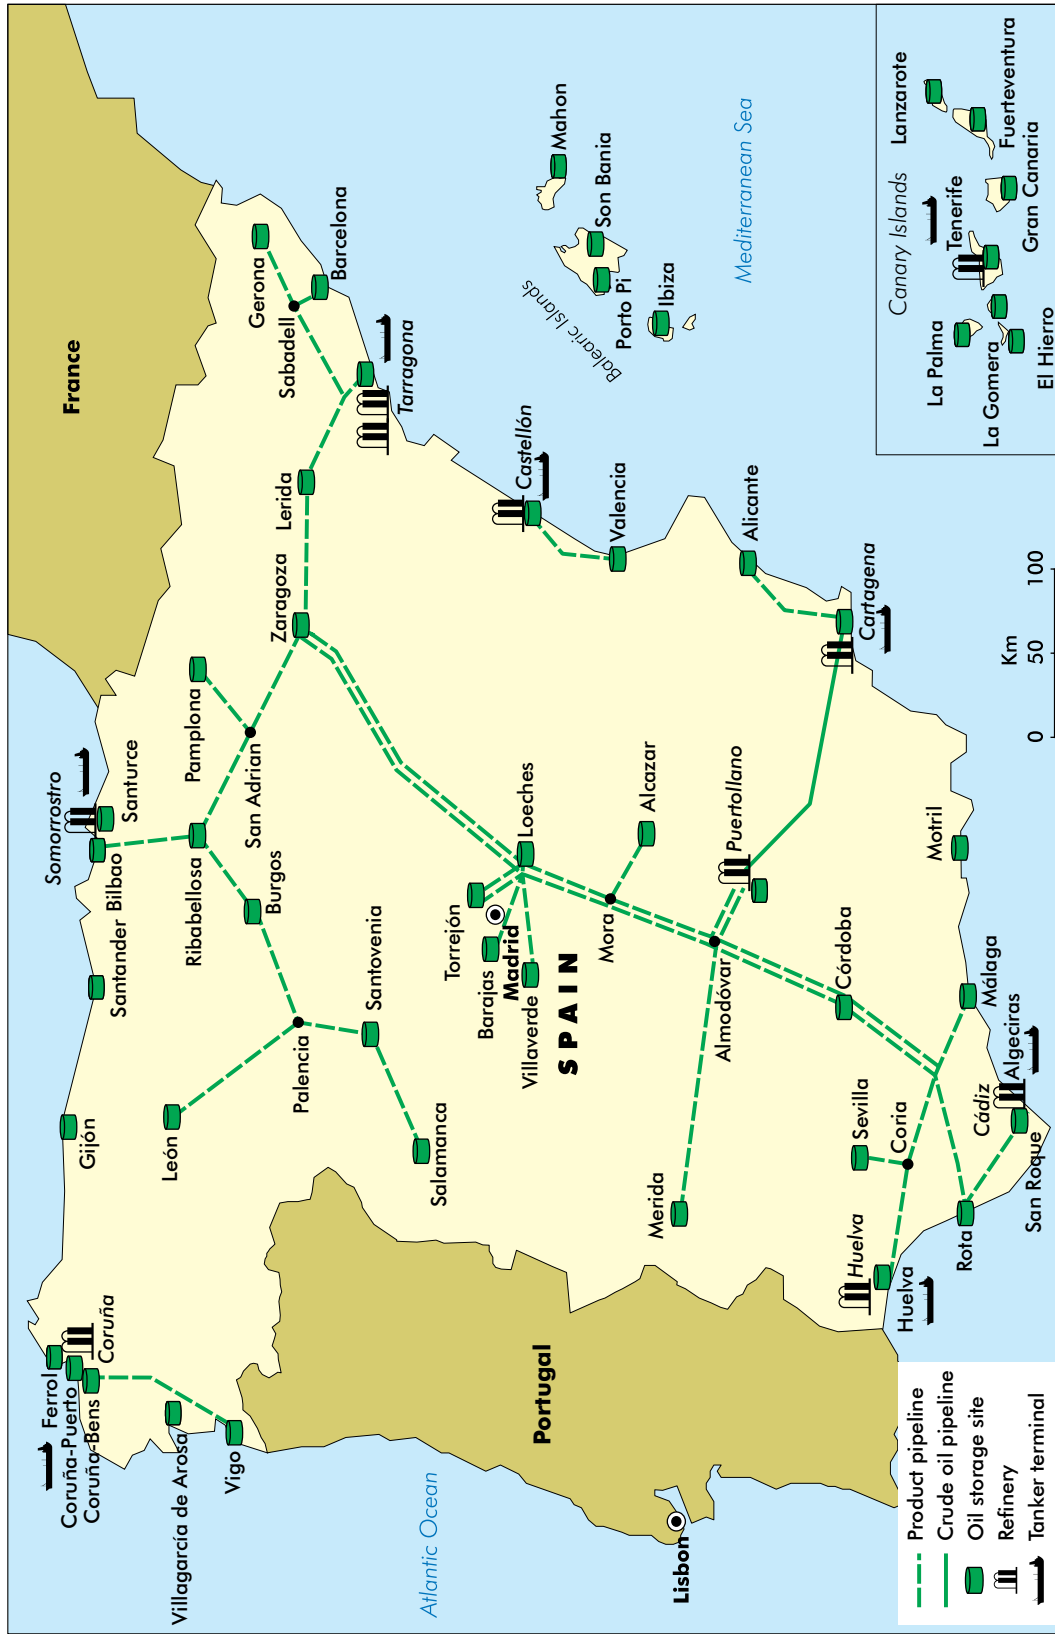 France
Portugal
SPAIN
Atlantic Ocean
Mediterranean Sea
Balearic Islands
Canary Islands
Ferrol
Coruña-Puerto
Coruña-Bens
Coruña
Villagarcía de Arosa
Vigo
Gijón
León
Santander
Bilbao
Somorrostro
Santurce
Ribabellosa
Burgos
Palencia
Santovenia
Salamanca
Pamplona
San Adrian
Zaragoza
Lerida
Sabadell
Gerona
Barcelona
Tarragona
Castellón
Valencia
Alicante
Cartagena
Torrejón
Barajas
Madrid
Villaverde
Loeches
Mora
Alcazar
Puertollano
Almodóvar
Merida
Córdoba
Sevilla
Coria
Huelva
Huelva
Rota
Cádiz
San Roque
Algeciras
Málaga
Motril
Lisbon
Mahon
Son Bania
Porto Pi
Ibiza
Lanzarote
Fuerteventura
Tenerife
Gran Canaria
La Palma
La Gomera
El Hierro
Km
0 50 100
Product pipeline
Crude oil pipeline
Oil storage site
Refinery
Tanker terminal